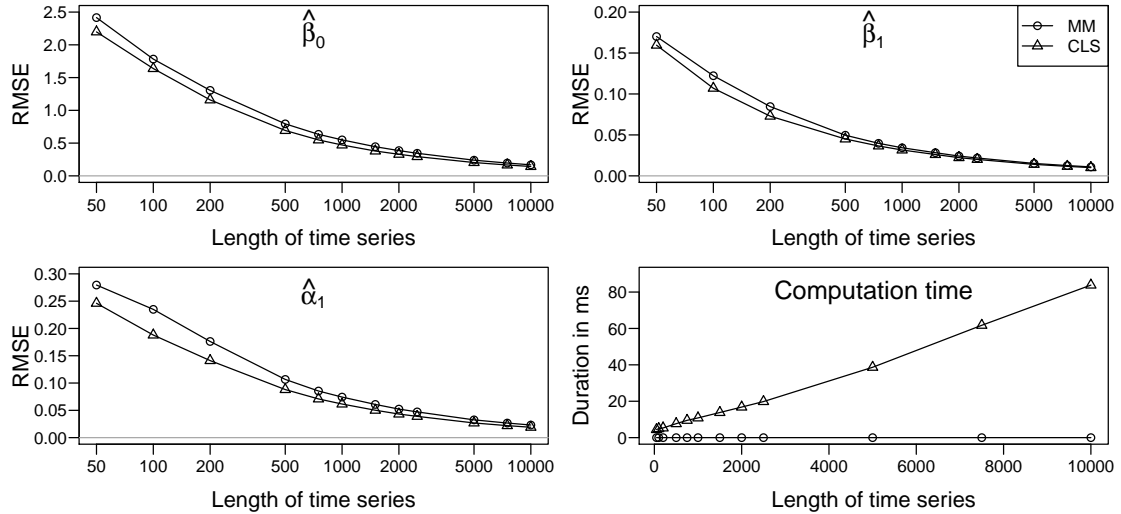 β̂0
RMSE
2.5
2.0
1.5
1.0
0.5
0.0
50 100 200 500 1000 2000 5000 10000
Length of time series
β̂1
MM
CLS
RMSE
0.20
0.15
0.10
0.05
0.00
50 100 200 500 1000 2000 5000 10000
Length of time series
α̂1
RMSE
0.30
0.25
0.20
0.15
0.10
0.05
0.00
50 100 200 500 1000 2000 5000 10000
Length of time series
Computation time
Duration in ms
80
60
40
20
0
0 2000 4000 6000 8000 10000
Length of time series